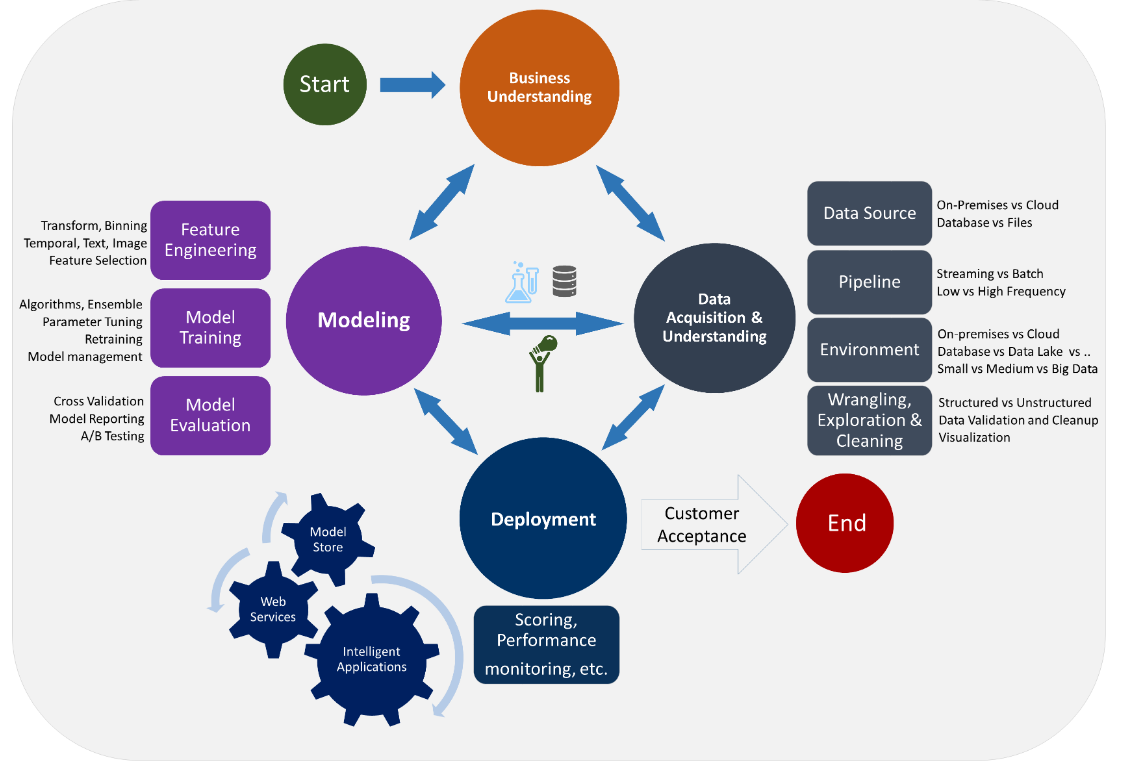 Start
Business
Understanding
Transform, Binning
Temporal, Text, Image
Feature Selection
Feature
Engineering
Algorithms, Ensemble
Parameter Tuning
Retraining
Model management
Model
Training
Cross Validation
Model Reporting
A/B Testing
Model
Evaluation
Modeling
Data
Acquisition &
Understanding
Data Source
On-Premises vs Cloud
Database vs Files
Pipeline
Streaming vs Batch
Low vs High Frequency
Environment
On-premises vs Cloud
Database vs Data Lake vs ..
Small vs Medium vs Big Data
Wrangling,
Exploration &
Cleaning
Structured vs Unstructured
Data Validation and Cleanup
Visualization
Deployment
Customer
Acceptance
End
Scoring,
Performance
monitoring, etc.
Model
Store
Web
Services
Intelligent
Applications